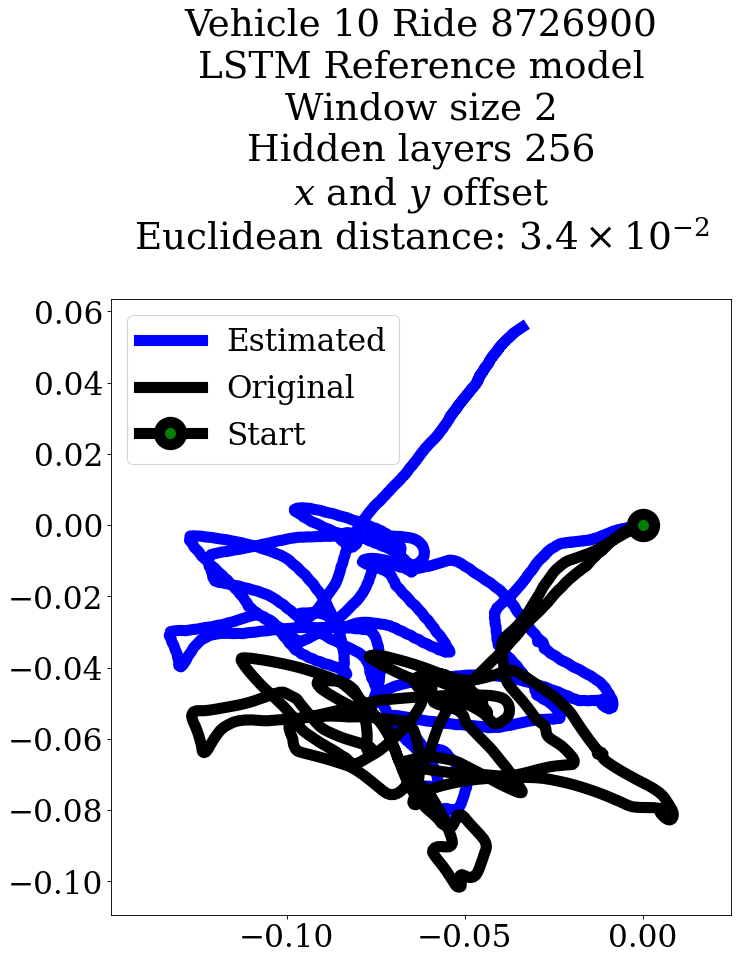 Vehicle 10 Ride 8726900
LSTM Reference model
Window size 2
Hidden layers 256
x and y offset
Euclidean distance: 3.4 × 10⁻²
Estimated
Original
Start
0.06
0.04
0.02
0.00
−0.02
−0.04
−0.06
−0.08
−0.10
−0.10 −0.05 0.00